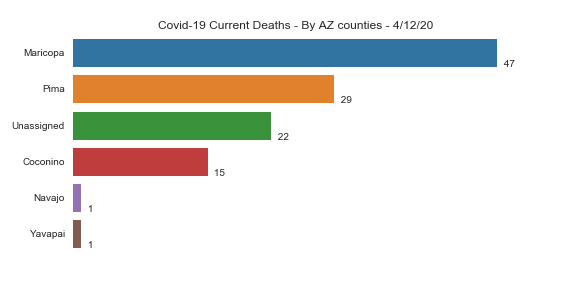 Covid-19 Current Deaths - By AZ counties - 4/12/20
Maricopa
47
Pima
29
Unassigned
22
Coconino
15
Navajo
1
Yavapai
1